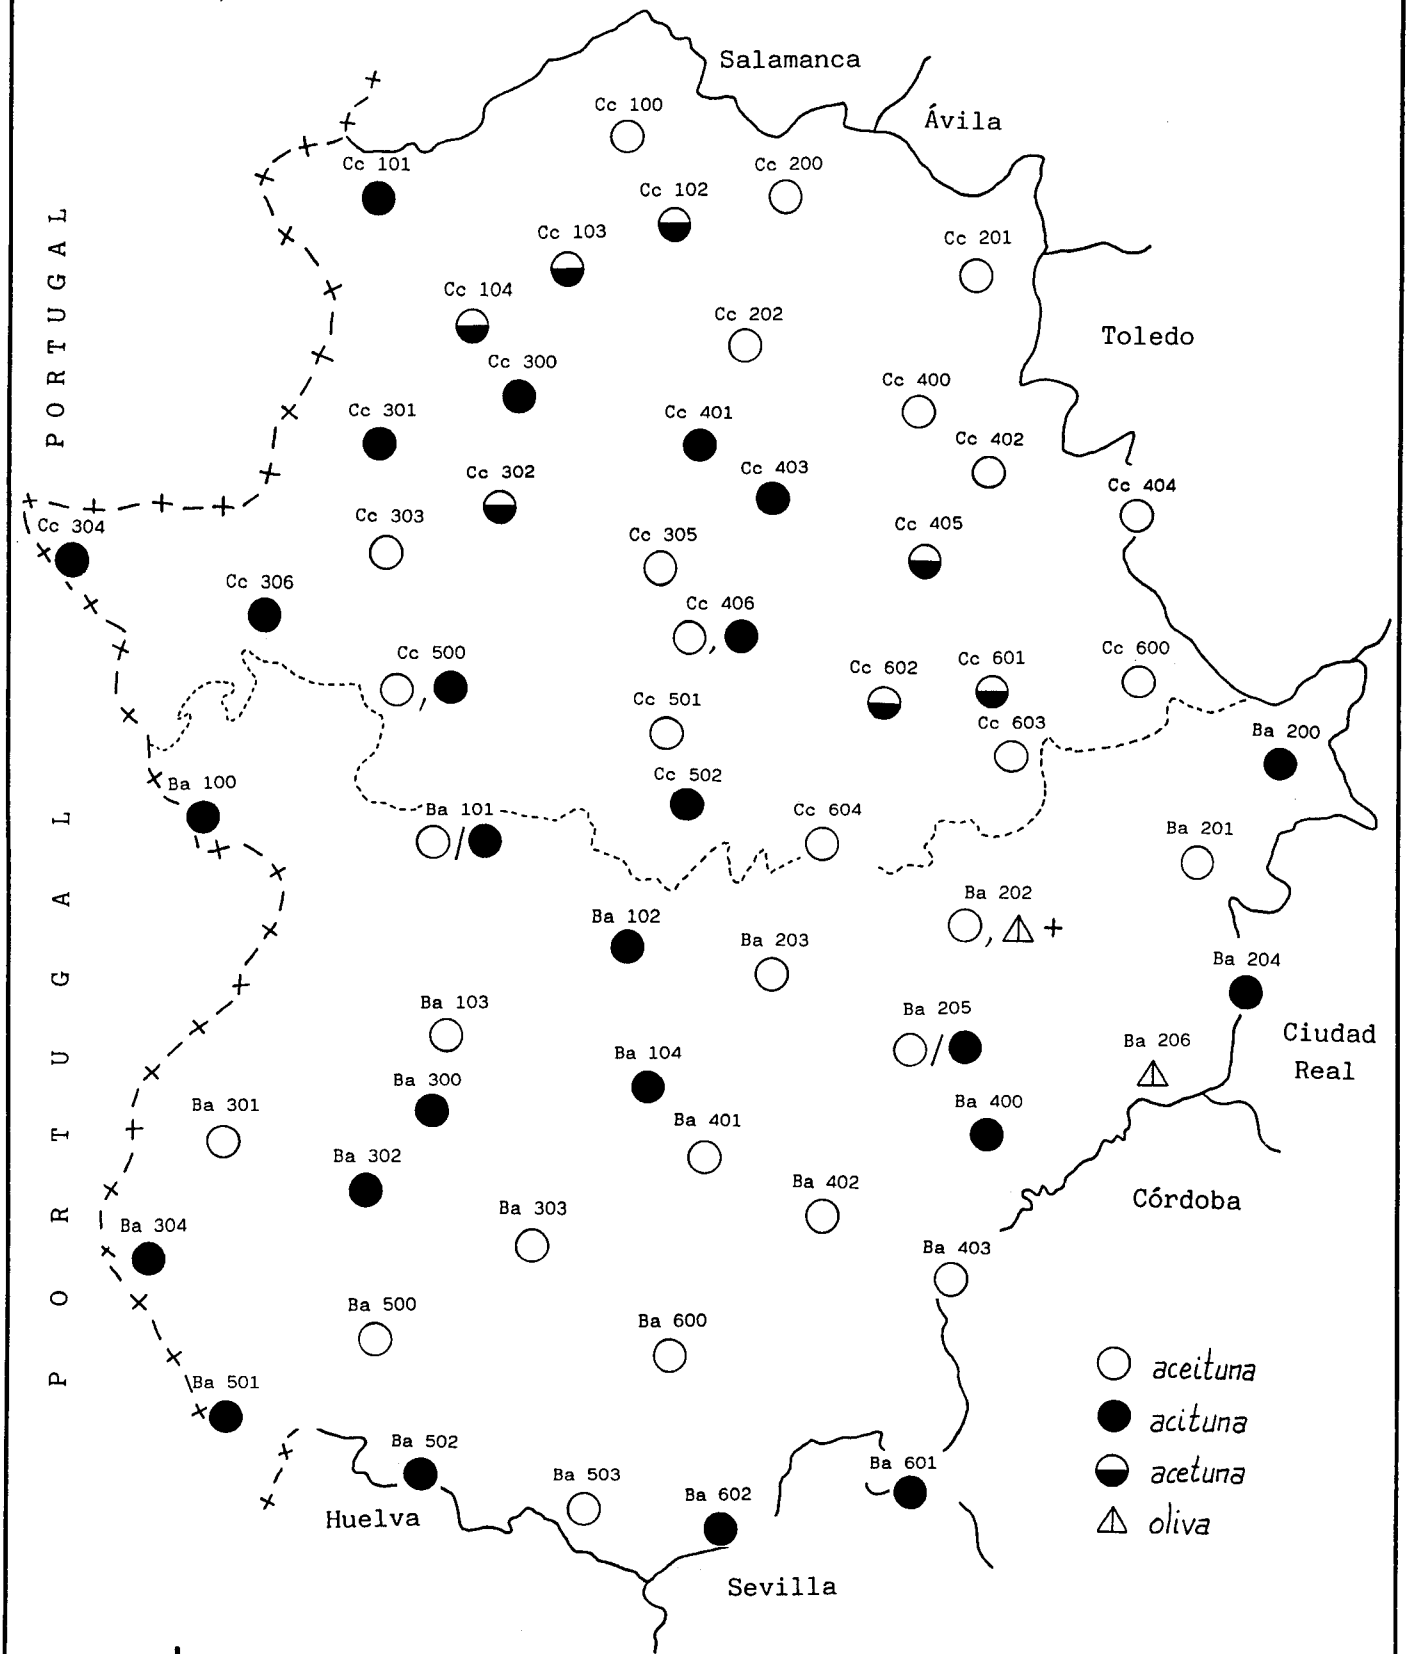 Salamanca
Cc 100
Ávila
Cc 101
Cc 200
Cc 102
Cc 103
Cc 201
Cc 104
Cc 202
Toledo
Cc 300
Cc 400
Cc 301
Cc 401
Cc 402
Cc 403
Cc 302
Cc 404
Cc 303
Cc 304
Cc 405
Cc 305
Cc 306
Cc 406
,
Cc 500
,
Cc 602
Cc 601
Cc 600
Cc 501
Cc 603
Ba 200
Cc 502
Ba 100
Ba 101
/
Cc 604
Ba 201
Ba 202
, +
Ba 102
Ba 203
Ba 204
Ba 103
Ba 205
/
Ciudad
Real
Ba 206
Ba 104
Ba 300
Ba 400
Ba 301
Ba 401
Ba 302
Ba 402
Córdoba
Ba 303
Ba 304
Ba 403
Ba 500
Ba 600
Ba 501
Ba 502
Ba 503
Ba 601
Ba 602
Huelva
Sevilla
PORTUGAL
PORTUGAL
aceituna
acituna
acetuna
oliva